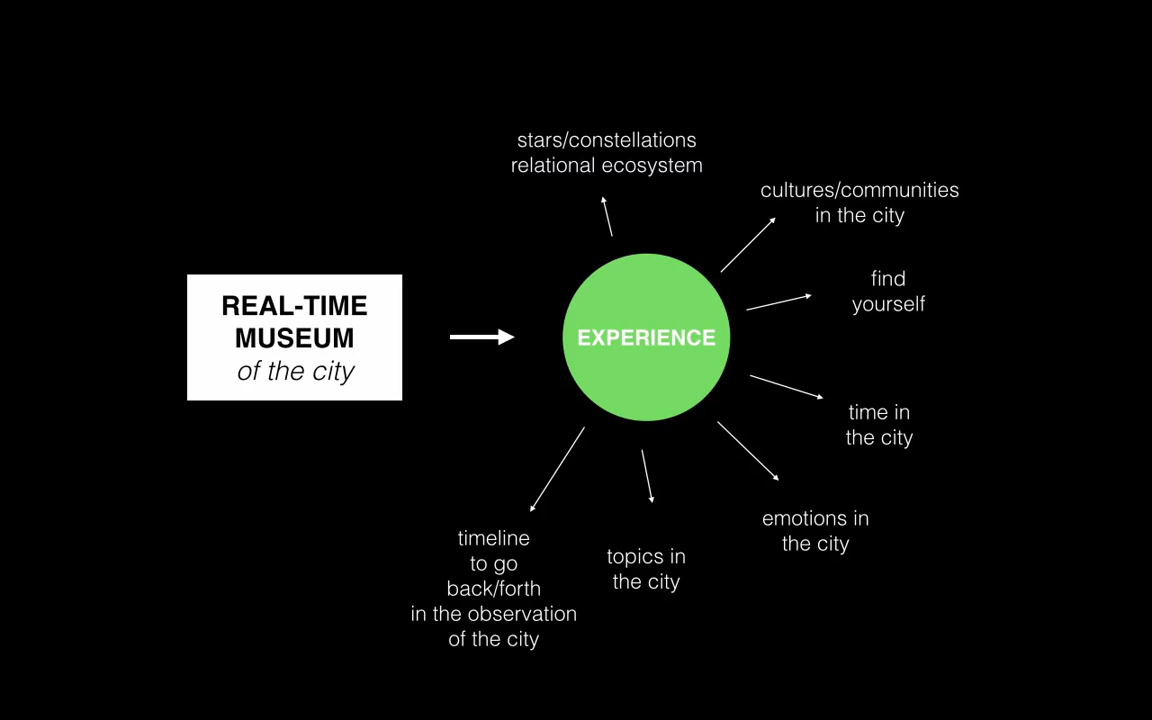 stars/constellations
relational ecosystem
cultures/communities
in the city
find
yourself
REAL-TIME
MUSEUM
of the city
EXPERIENCE
time in
the city
emotions in
the city
timeline
to go
back/forth
in the observation
of the city
topics in
the city